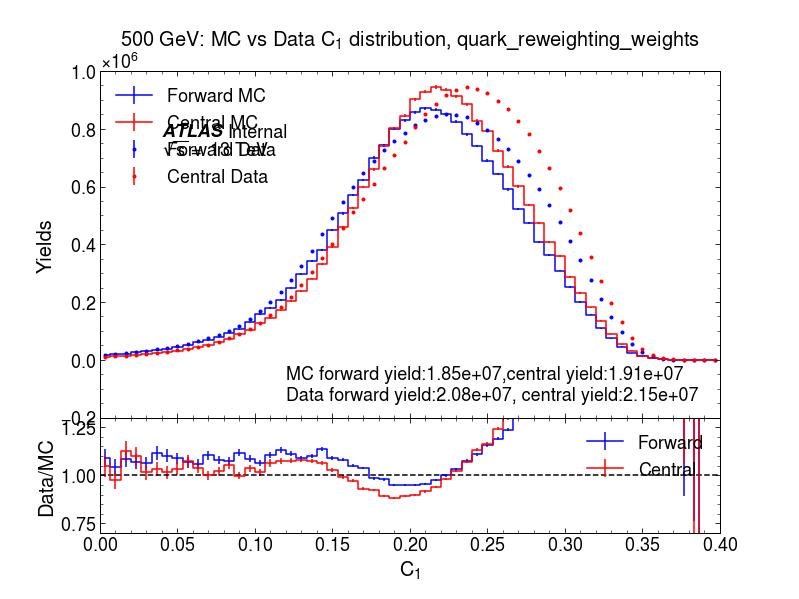 500 GeV: MC vs Data C₁ distribution, quark_reweighting_weights
×10⁶
1.0
0.8
0.6
0.4
0.2
0.0
0.2
Yields
Forward MC
Central MC
ATLAS Internal
√s = 13 TeV
Forward Data
Central Data
MC forward yield:1.85e+07,central yield:1.91e+07
Data forward yield:2.08e+07, central yield:2.15e+07
1.25
1.00
0.75
Data/MC
Forward
Central
0.00 0.05 0.10 0.15 0.20 0.25 0.30 0.35 0.40
C₁